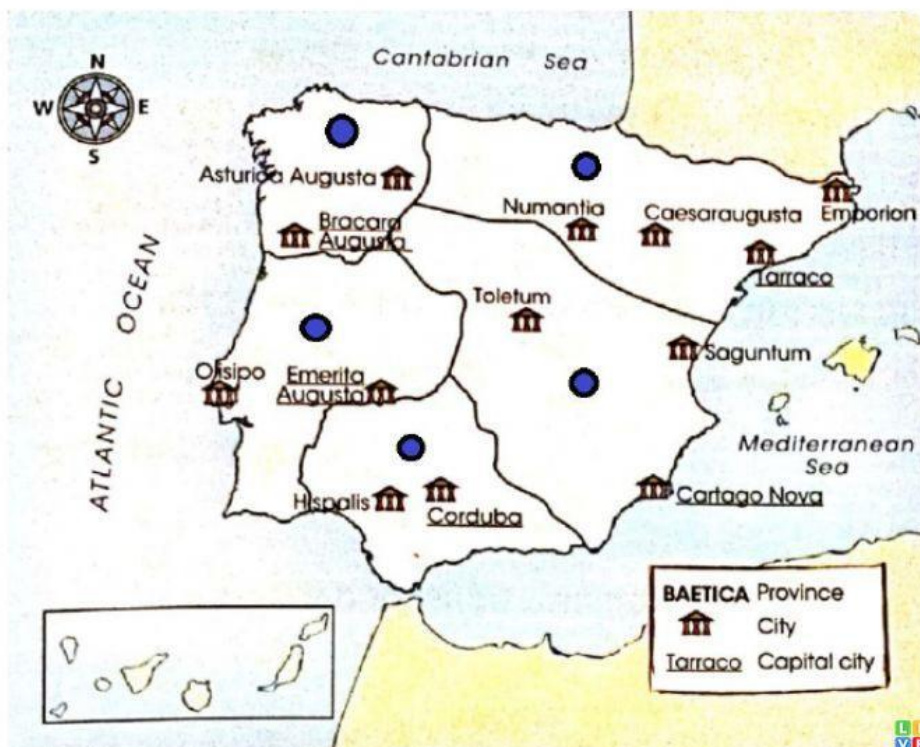 N
W
E
S
Cantabrian Sea
Asturica Augusta
Bracara
Augusta
Numantia
Caesaraugusta
Emporion
Tarraco
ATLANTIC OCEAN
Toletum
Saguntum
Olisipo
Emerita
Augusta
Mediterranean
Sea
Hispalis
Corduba
Cartago Nova
BAETICA Province
City
Tarraco Capital city
L